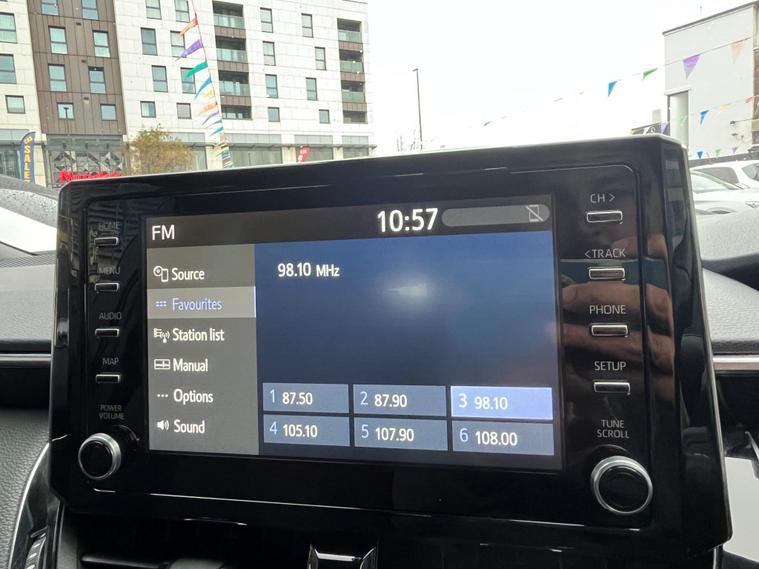 SALE
HOME
MENU
AUDIO
MAP
POWER
VOLUME
FM
10:57
Source
Favourites
Station list
Manual
Options
Sound
98.10 MHz
1 87.50
2 87.90
3 98.10
4 105.10
5 107.90
6 108.00
CH >
< TRACK
PHONE
SETUP
TUNE
SCROLL